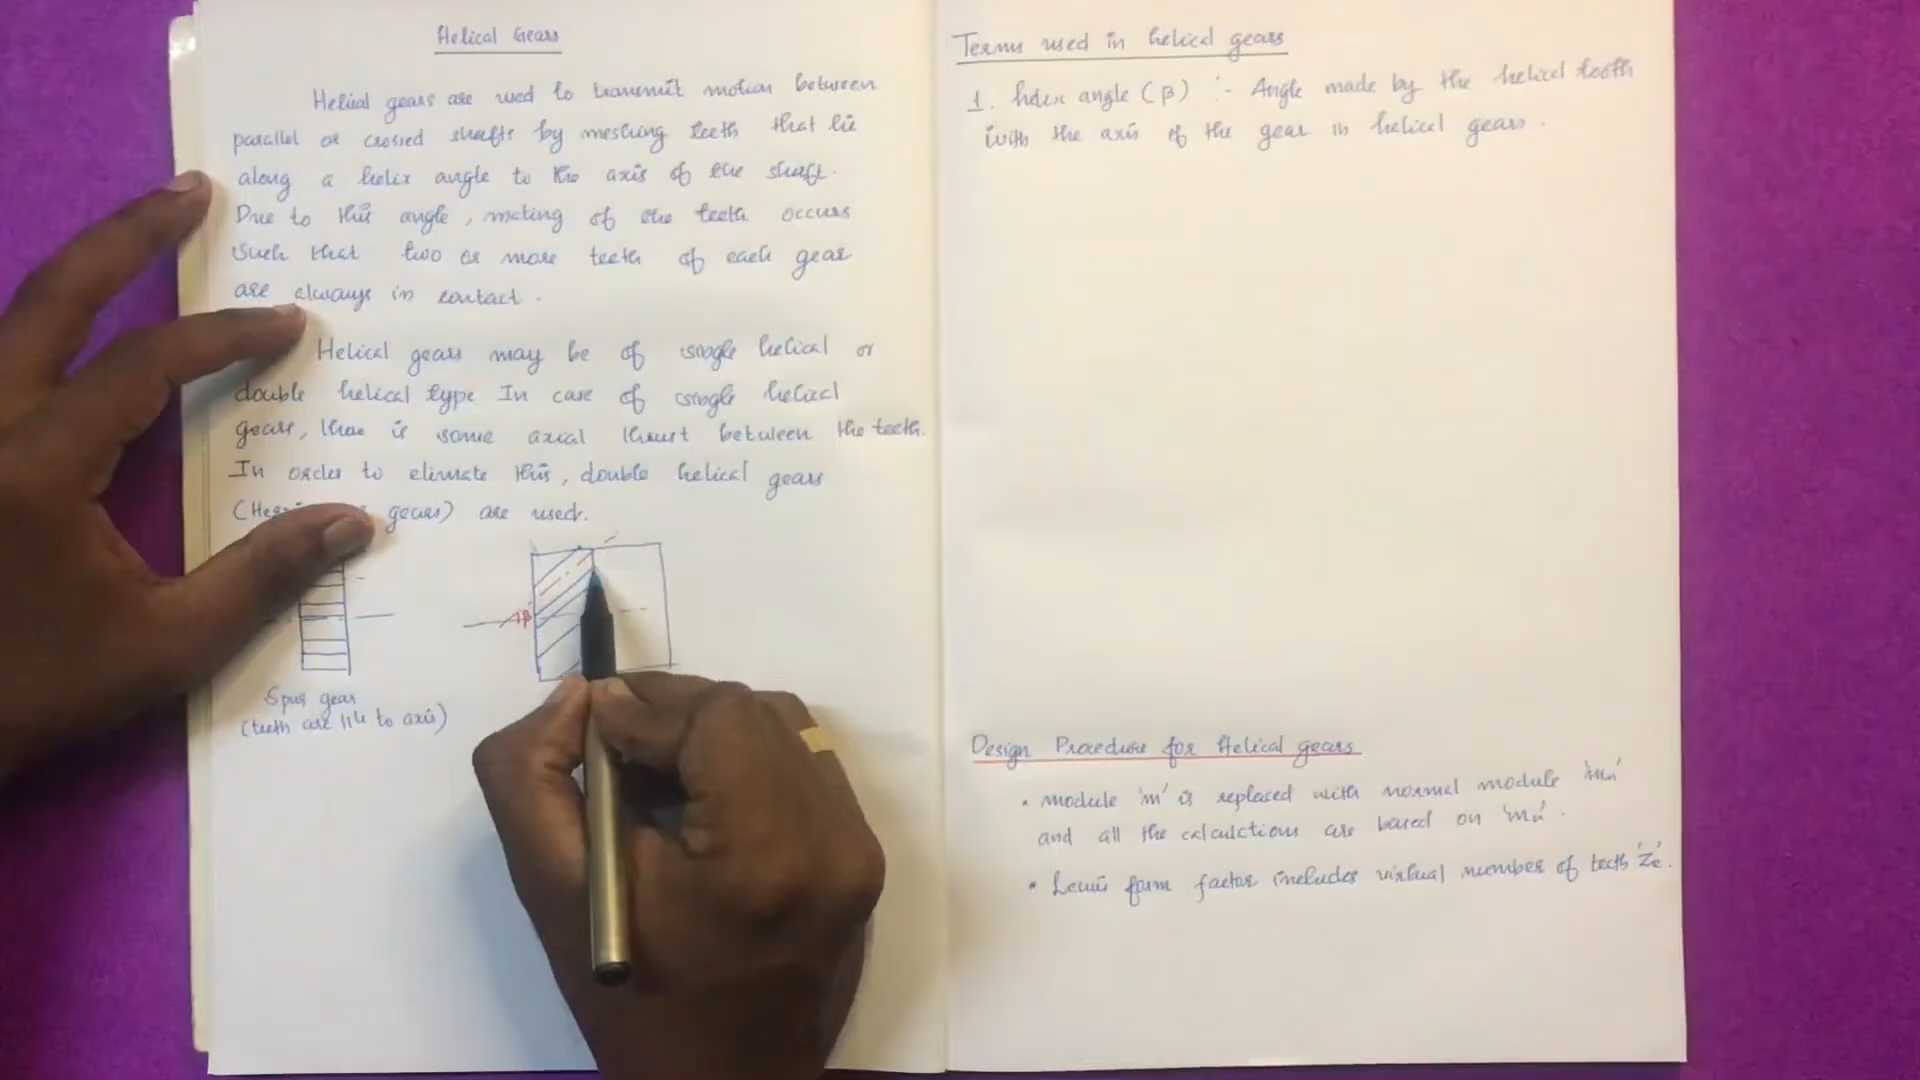 Helical Gears
Helical gears are used to transmit motion between
parallel or crossed shafts by meshing teeth that lie
along a helix angle to the axis of the shaft.
Due to this angle, mating of the teeth occurs
such that two or more teeth of each gear
are always in contact.
Helical gears may be of single helical or
double helical type In case of single helical
gears, there is some axial thrust between the teeth.
In order to elimate this, double helical gears
gears) are used.
β
Spur gear
(teeth are 11le to axis)
Terms used in helical gears
1. helix angle (β) :- Angle made by the helical tooth
with the axis of the gear in helical gears.
Design Procedure for Helical gears
• module 'm' is replaced with normal module 'mn'
and all the calculctions are based on 'mn'.
• Lewis form factor includes virtual number of teeth 'Ze'.